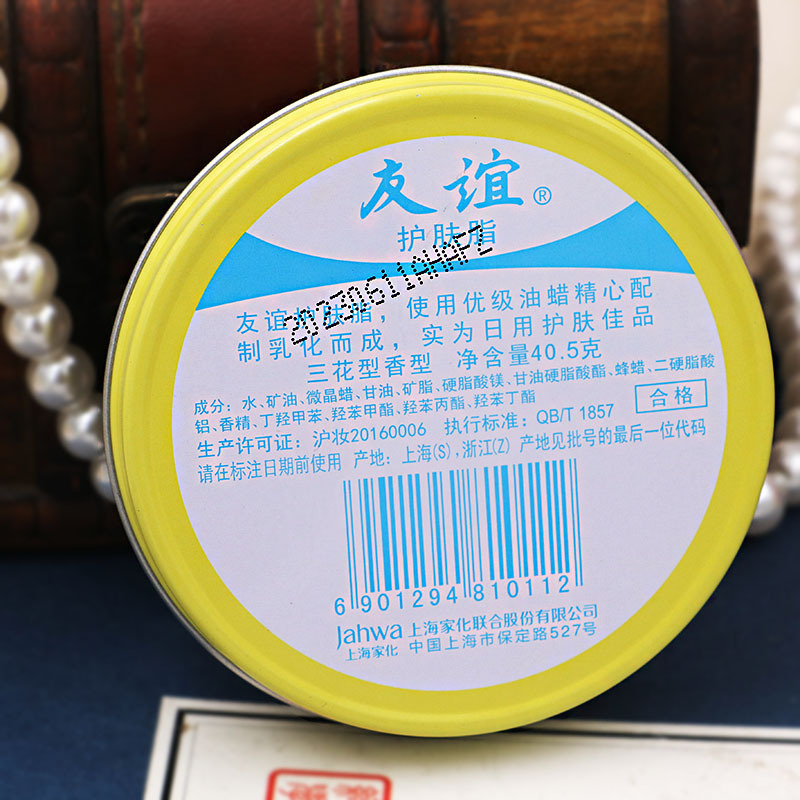 友谊®
护肤脂
20230611AHAFZ
友谊护肤脂，使用优级油蜡精心配
制乳化而成，实为日用护肤佳品
三花型香型 净含量40.5克
成分：水、矿油、微晶蜡、甘油、矿脂、硬脂酸镁、甘油硬脂酸酯、蜂蜡、二硬脂酸
铝、香精、丁羟甲苯、羟苯甲酯、羟苯丙酯、羟苯丁酯
合格
生产许可证：沪妆20160006 执行标准：QB/T 1857
请在标注日期前使用 产地：上海(S),浙江(Z) 产地见批号的最后一位代码
6 901294 810112
Jahwa 上海家化联合股份有限公司
上海家化 中国上海市保定路527号